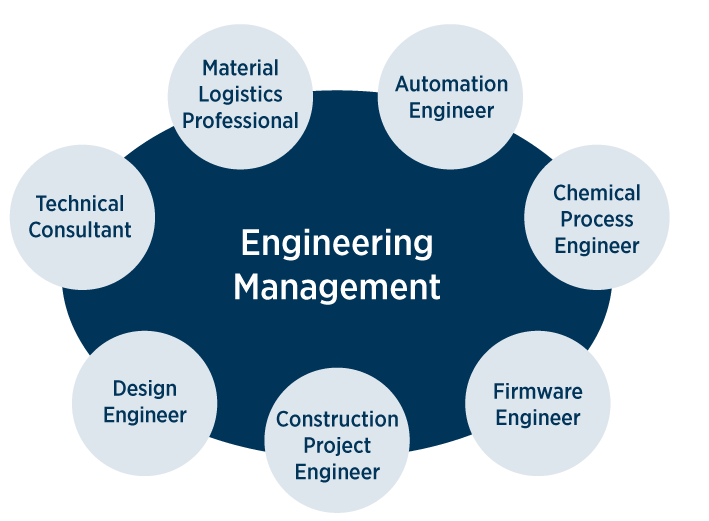 Material
Logistics
Professional
Automation
Engineer
Technical
Consultant
Chemical
Process
Engineer
Engineering
Management
Design
Engineer
Construction
Project
Engineer
Firmware
Engineer